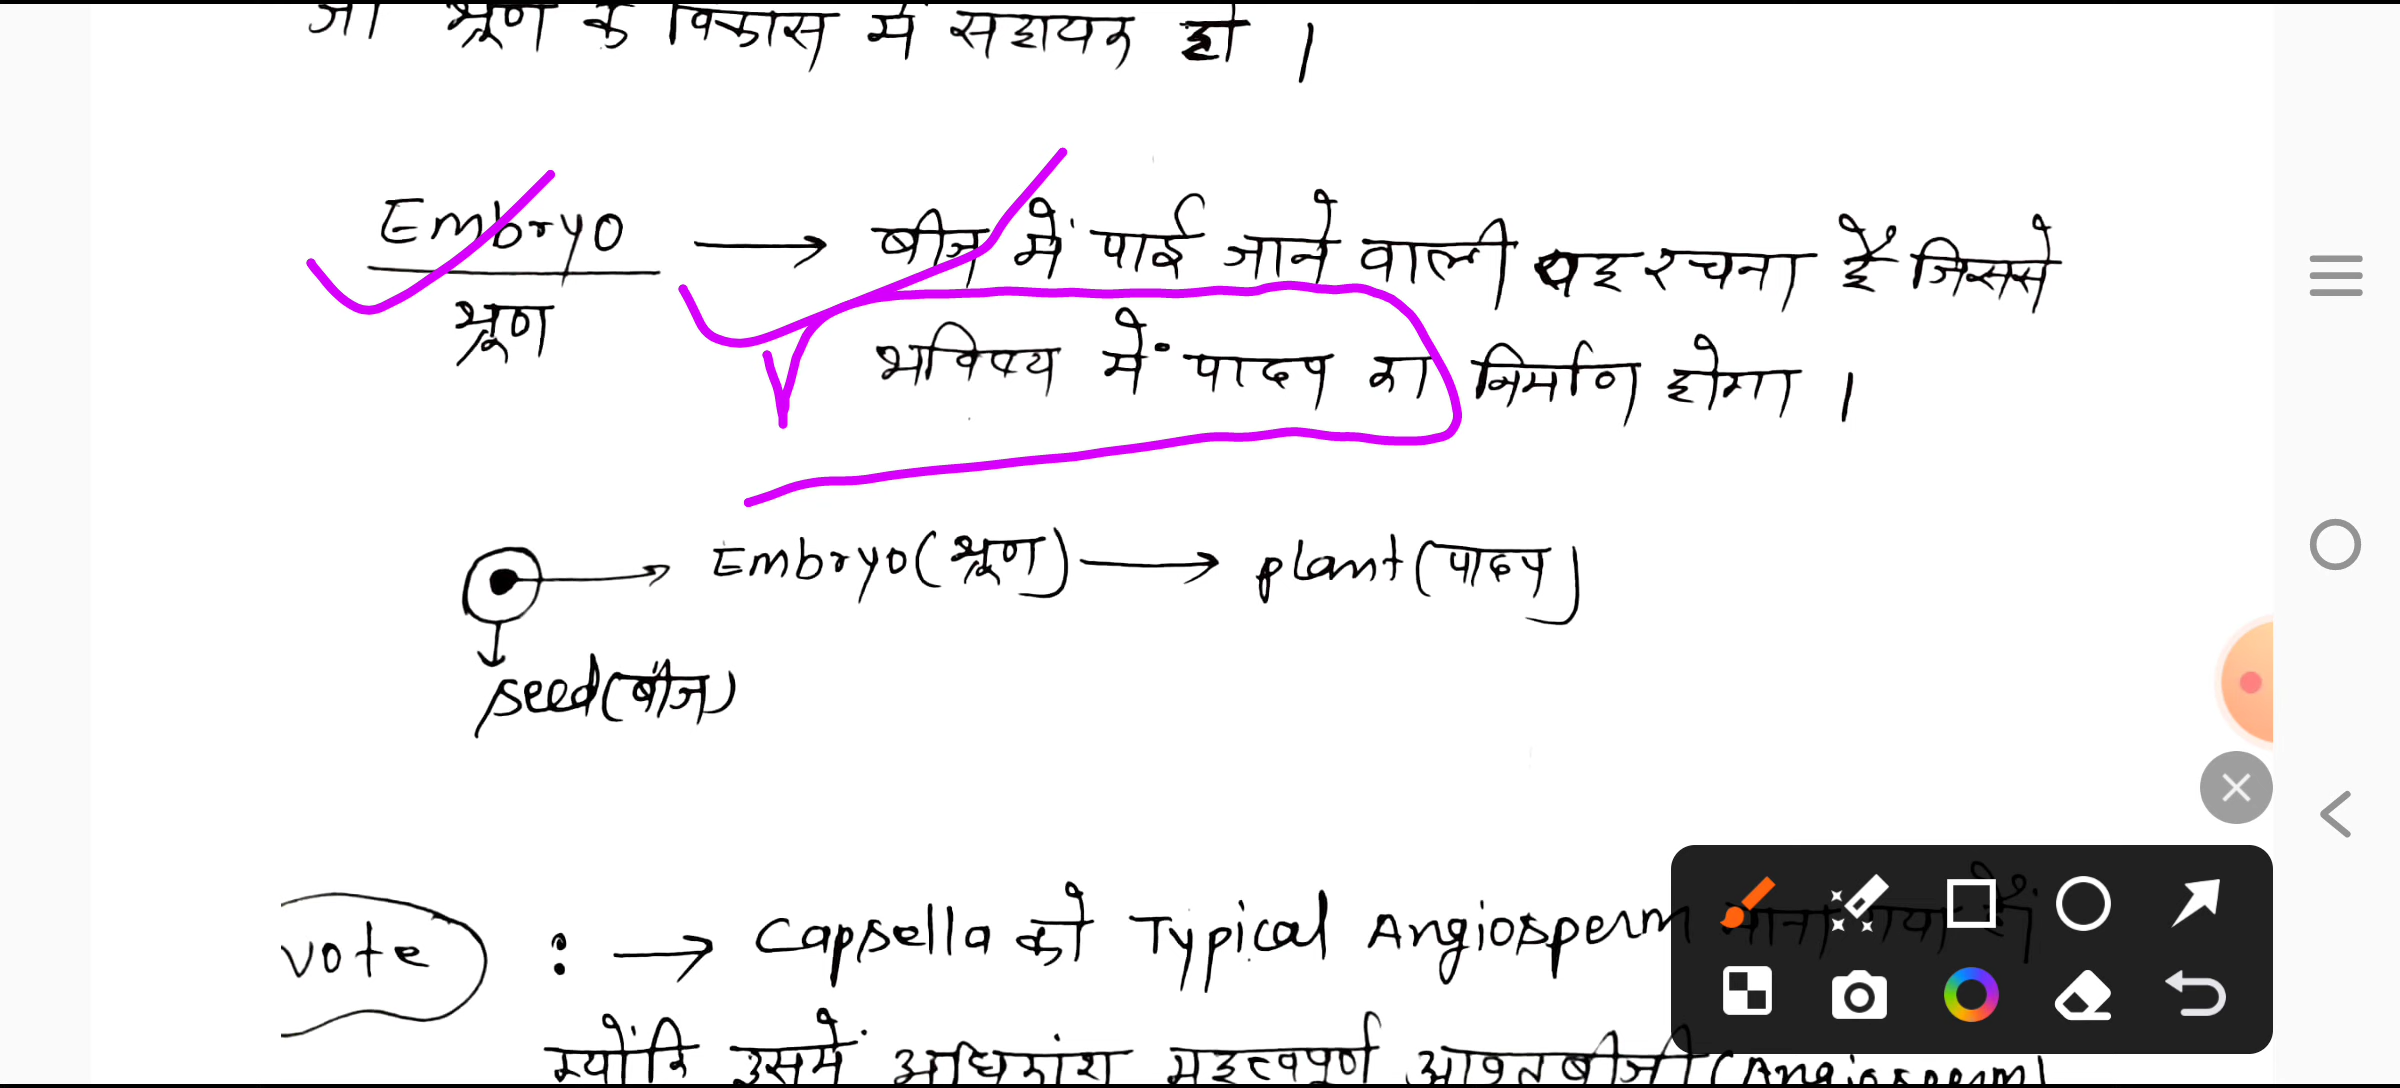 जो भ्रूण के विकास में सहायक हो ।
Embryo → बीज में पाई जाने वाली वह रचना है जिससे
भ्रूण
भविष्य में पादप का निर्माण होगा ।
Embryo (भ्रूण) → plant (पादप)
seed (बीज)
: → Capsella को Typical Angiosperm माना गया है।
क्योंकि उसमें अधिकांश महत्वपूर्ण आवृतबीजी (Angiosperm)